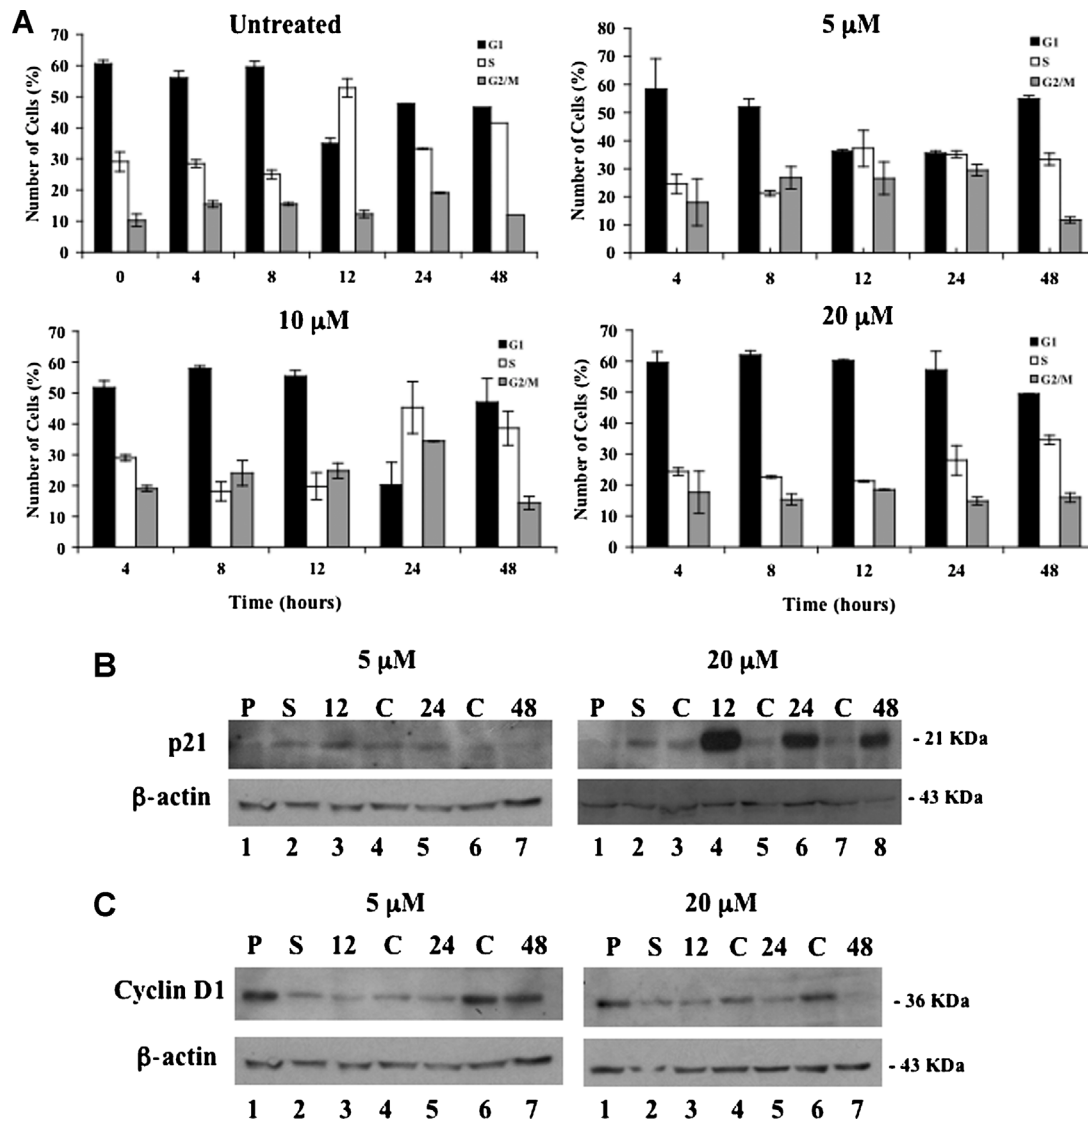 A
Untreated
70
60
50
40
30
20
10
0
Number of Cells (%)
G1
S
G2/M
0 4 8 12 24 48
5 μM
80
70
60
50
40
30
20
10
0
Number of Cells (%)
G1
S
G2/M
4 8 12 24 48
10 μM
70
60
50
40
30
20
10
0
Number of Cells (%)
G1
S
G2/M
4 8 12 24 48
Time (hours)
20 μM
70
60
50
40
30
20
10
0
Number of Cells (%)
G1
S
G2/M
4 8 12 24 48
Time (hours)
B
5 μM
20 μM
P S 12 C 24 C 48
P S C 12 C 24 C 48
p21
- 21 KDa
β-actin
- 43 KDa
1 2 3 4 5 6 7
1 2 3 4 5 6 7 8
C
5 μM
20 μM
P S 12 C 24 C 48
P S 12 C 24 C 48
Cyclin D1
- 36 KDa
β-actin
- 43 KDa
1 2 3 4 5 6 7
1 2 3 4 5 6 7